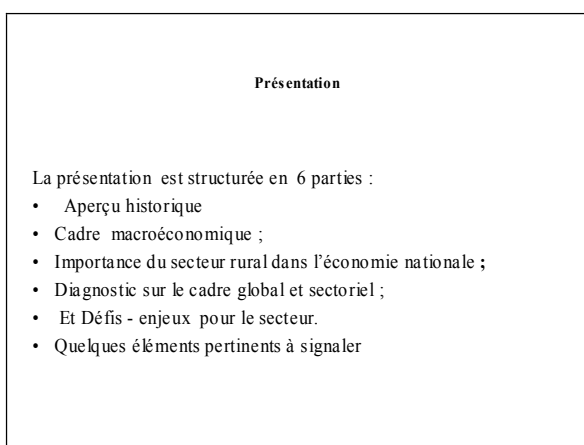 Présentation
La présentation est structurée en 6 parties :
• Aperçu historique
• Cadre macroéconomique ;
• Importance du secteur rural dans l’économie nationale ;
• Diagnostic sur le cadre global et sectoriel ;
• Et Défis - enjeux pour le secteur.
• Quelques éléments pertinents à signaler